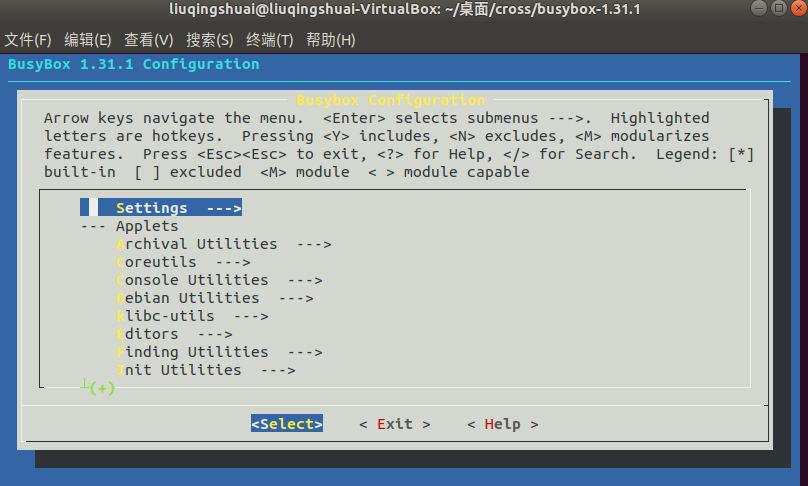 liuqingshuai@liuqingshuai-VirtualBox: ~/桌面/cross/busybox-1.31.1
文件(F) 编辑(E) 查看(V) 搜索(S) 终端(T) 帮助(H)
BusyBox 1.31.1 Configuration
Busybox Configuration
Arrow keys navigate the menu. <Enter> selects submenus --->. Highlighted
letters are hotkeys. Pressing <Y> includes, <N> excludes, <M> modularizes
features. Press <Esc><Esc> to exit, <?> for Help, </> for Search. Legend: [*]
built-in [ ] excluded <M> module < > module capable
Settings --->
--- Applets
Archival Utilities --->
Coreutils --->
Console Utilities --->
Debian Utilities --->
klibc-utils --->
Editors --->
Finding Utilities --->
Init Utilities --->
(+)
<Select> < Exit > < Help >